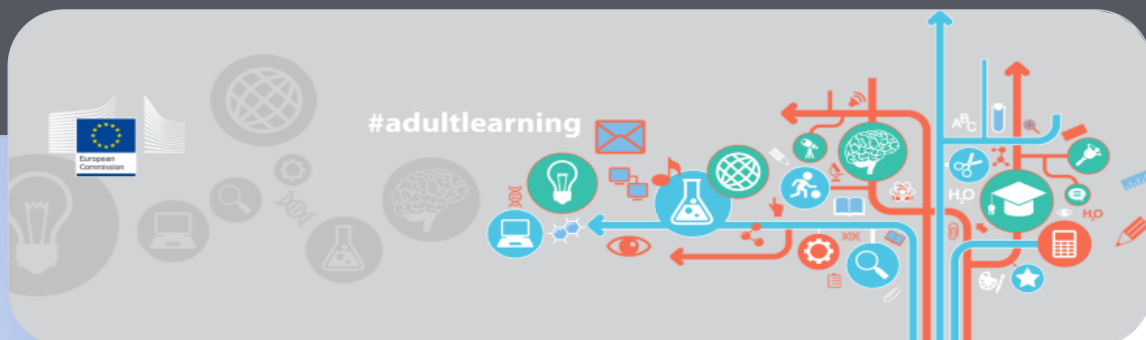 European
Commission
#adultlearning
ABC
H₂O
H₂O